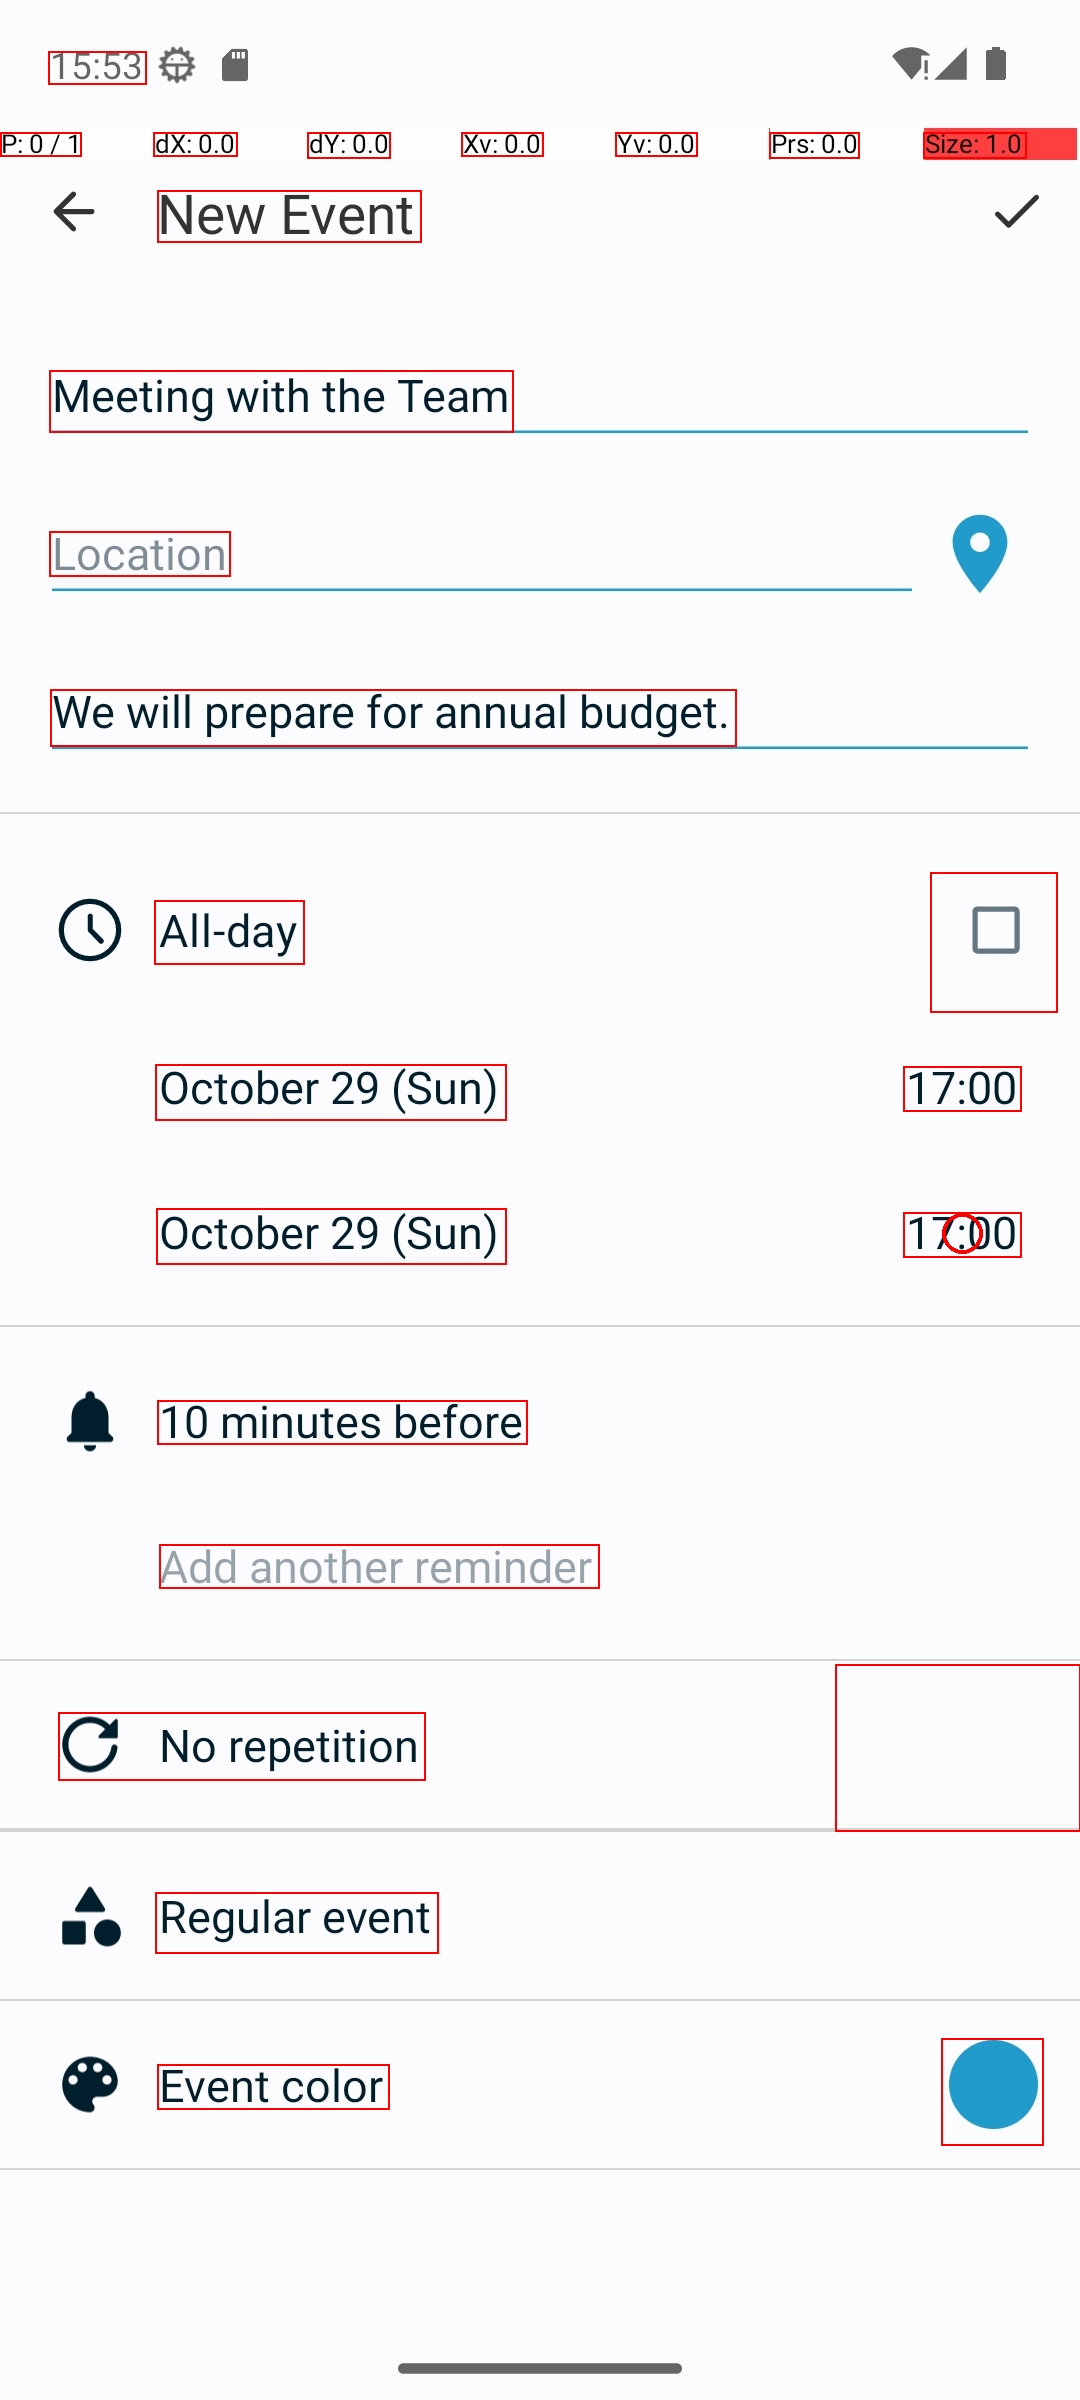 15:53
P: 0 / 1 dX: 0.0 dY: 0.0 Xv: 0.0 Yv: 0.0 Prs: 0.0 Size: 1.0
New Event
Meeting with the Team
Location
We will prepare for annual budget.
All-day
October 29 (Sun) 17:00
October 29 (Sun) 17:00
10 minutes before
Add another reminder
No repetition
Regular event
Event color